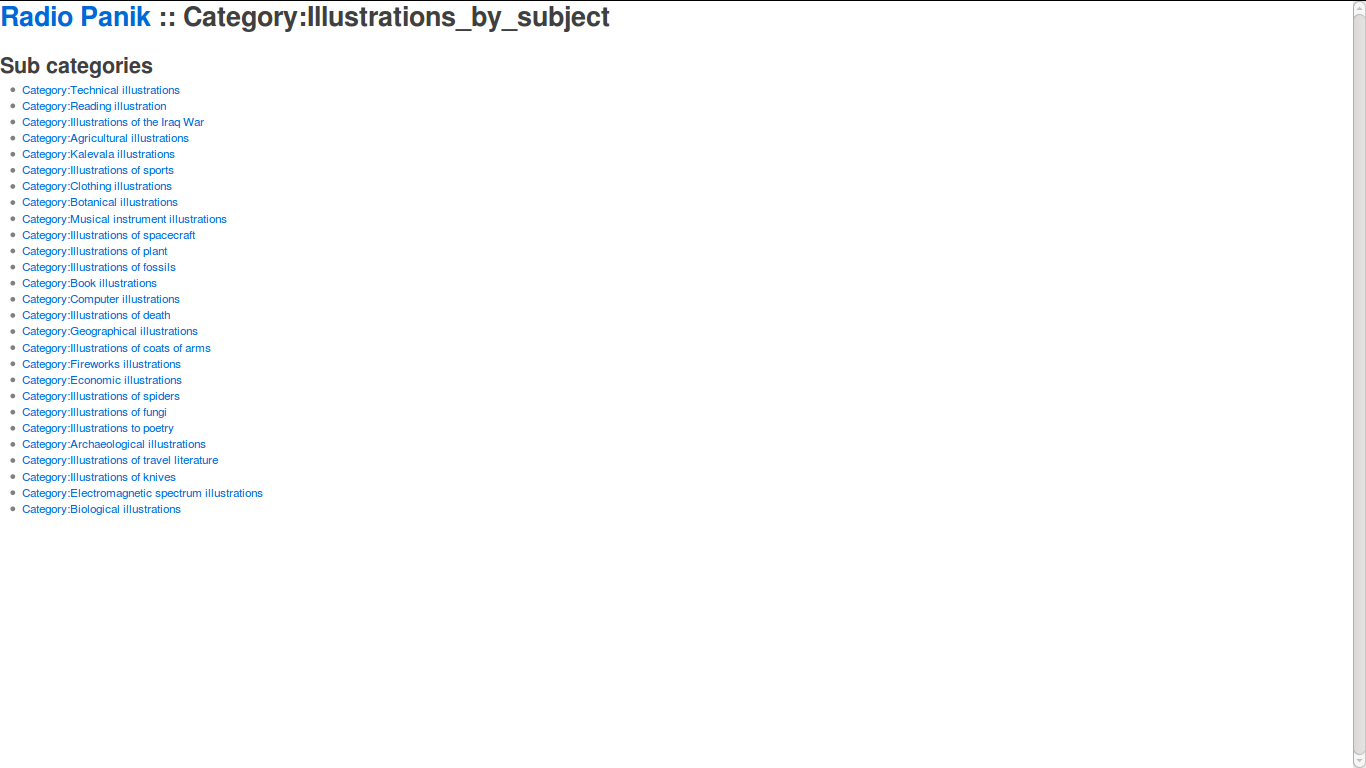 Radio Panik :: Category:Illustrations_by_subject
Sub categories
Category:Technical illustrations
Category:Reading illustration
Category:Illustrations of the Iraq War
Category:Agricultural illustrations
Category:Kalevala illustrations
Category:Illustrations of sports
Category:Clothing illustrations
Category:Botanical illustrations
Category:Musical instrument illustrations
Category:Illustrations of spacecraft
Category:Illustrations of plant
Category:Illustrations of fossils
Category:Book illustrations
Category:Computer illustrations
Category:Illustrations of death
Category:Geographical illustrations
Category:Illustrations of coats of arms
Category:Fireworks illustrations
Category:Economic illustrations
Category:Illustrations of spiders
Category:Illustrations of fungi
Category:Illustrations to poetry
Category:Archaeological illustrations
Category:Illustrations of travel literature
Category:Illustrations of knives
Category:Electromagnetic spectrum illustrations
Category:Biological illustrations